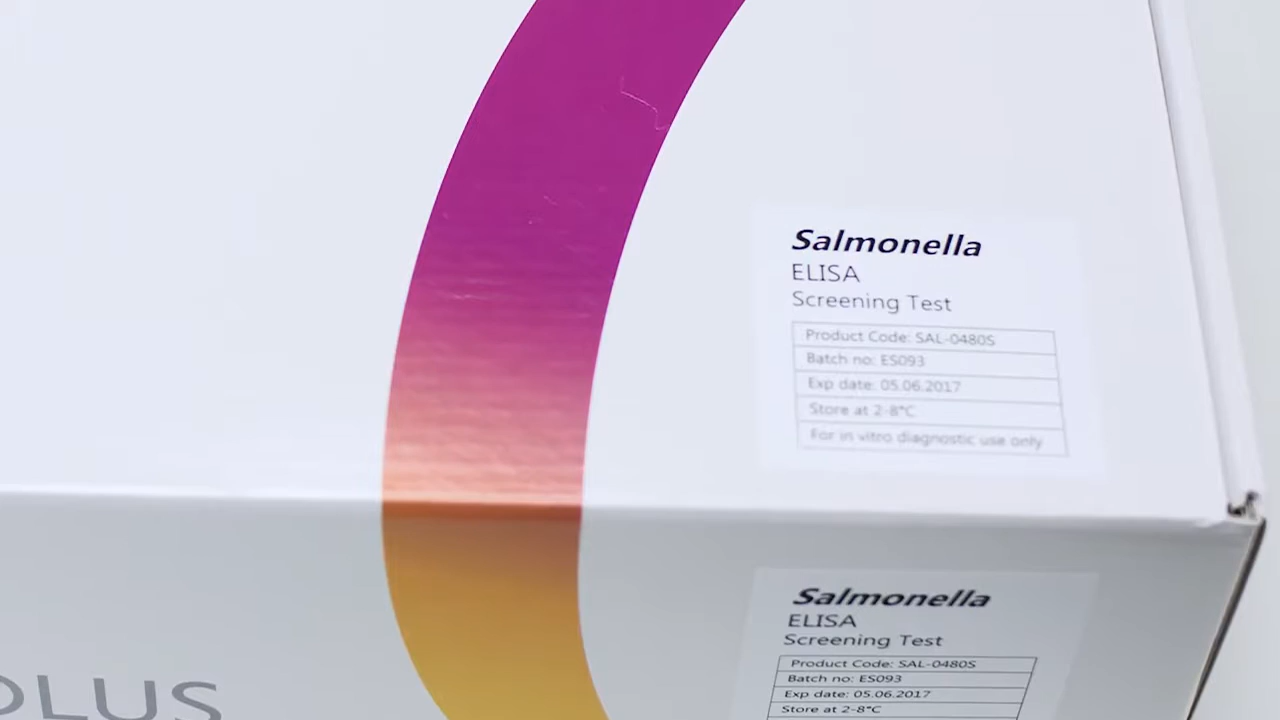 Salmonella
ELISA
Screening Test
Product Code: SAL-0480S
Batch no: ES093
Exp date: 05.06.2017
Store at 2-8°C
For in vitro diagnostic use only
Salmonella
ELISA
Screening Test
Product Code: SAL-0480S
Batch no: ES093
Exp date: 05.06.2017
Store at 2-8°C
OLUS